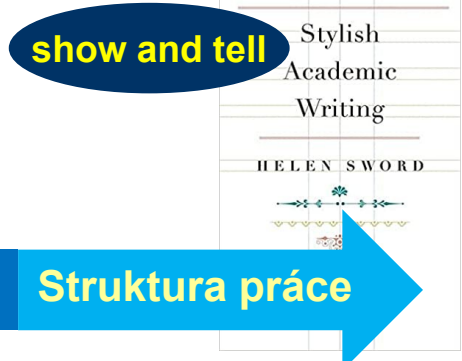 show and tell
Stylish
Academic
Writing
HELEN SWORD
Struktura práce